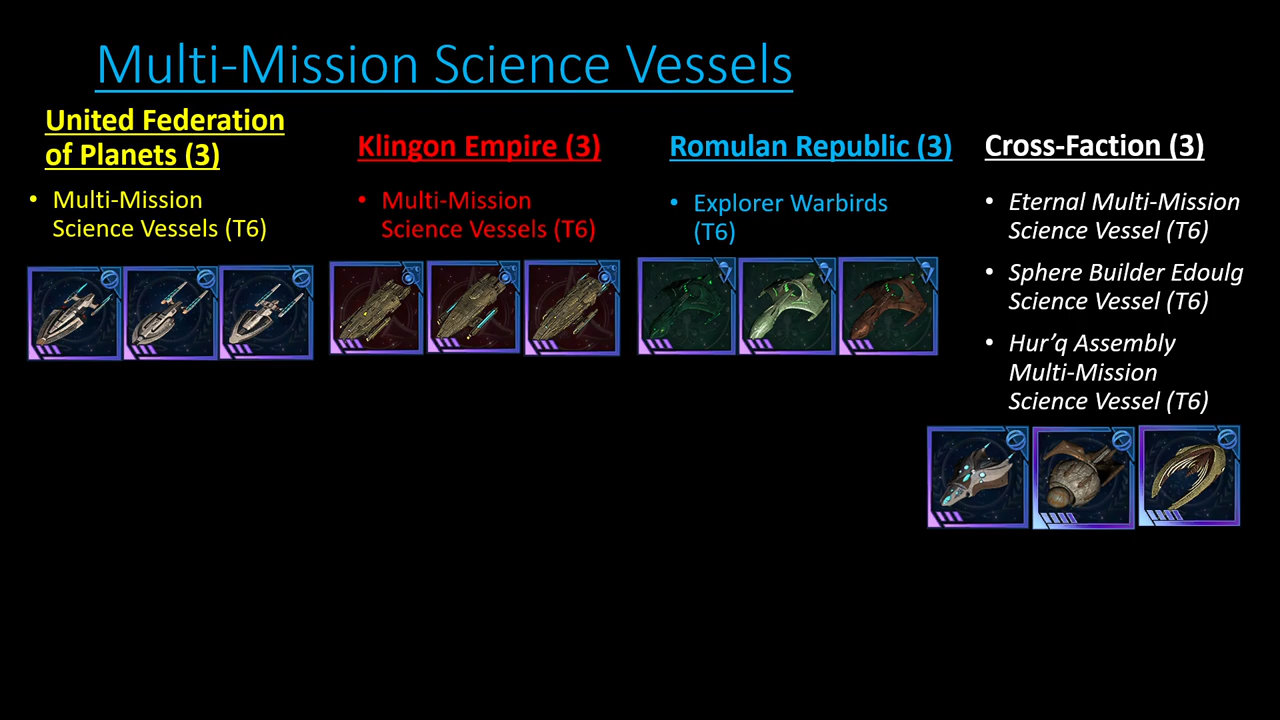 Multi-Mission Science Vessels
United Federation
of Planets (3)
• Multi-Mission
Science Vessels (T6)
Klingon Empire (3)
• Multi-Mission
Science Vessels (T6)
Romulan Republic (3)
• Explorer Warbirds
(T6)
Cross-Faction (3)
• Eternal Multi-Mission
Science Vessel (T6)
• Sphere Builder Edoulg
Science Vessel (T6)
• Hur’q Assembly
Multi-Mission
Science Vessel (T6)